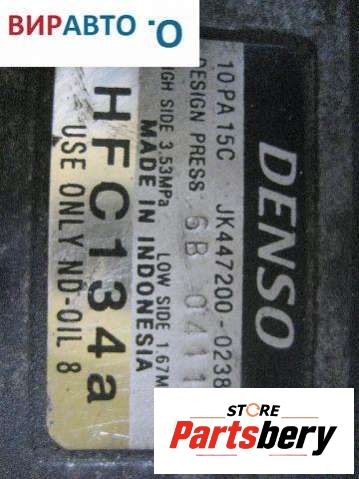 ВИРАВТО
DENSO
10PA15C JK447200-0238
DESIGN PRESS 6B 0411
HIGH SIDE 3.53MPa LOW SIDE 1.67M
MADE IN INDONESIA
HFC134a
USE ONLY ND-OIL 8
STORE
Partsbery